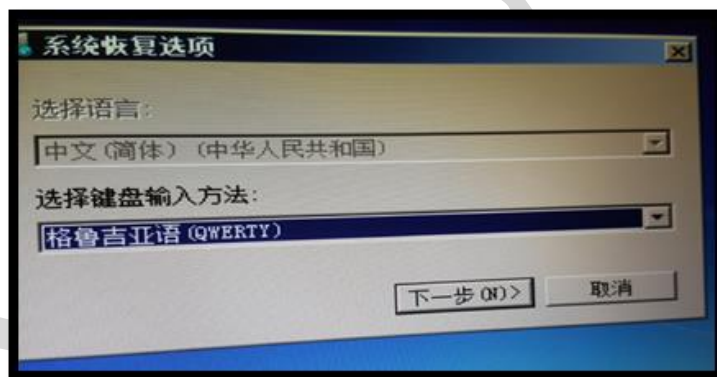 系统恢复选项
选择语言:
中文(简体) (中华人民共和国)
选择键盘输入方法:
格鲁吉亚语(QWERTY)
下一步(N)> 取消